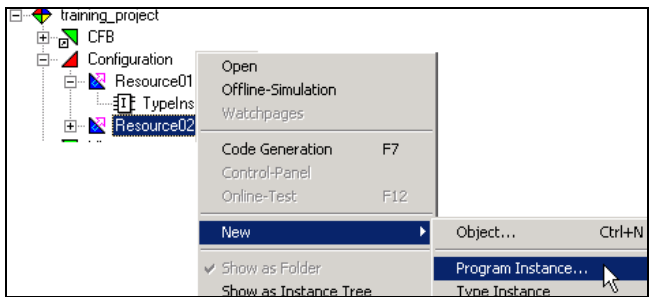 training_project
CFB
Configuration
Resource01
TypeIns
Resource02
Open
Offline-Simulation
Watchpages
Code Generation F7
Control-Panel
Online-Test F12
New
Show as Folder
Show as Instance Tree
Object... Ctrl+N
Program Instance...
Type Instance